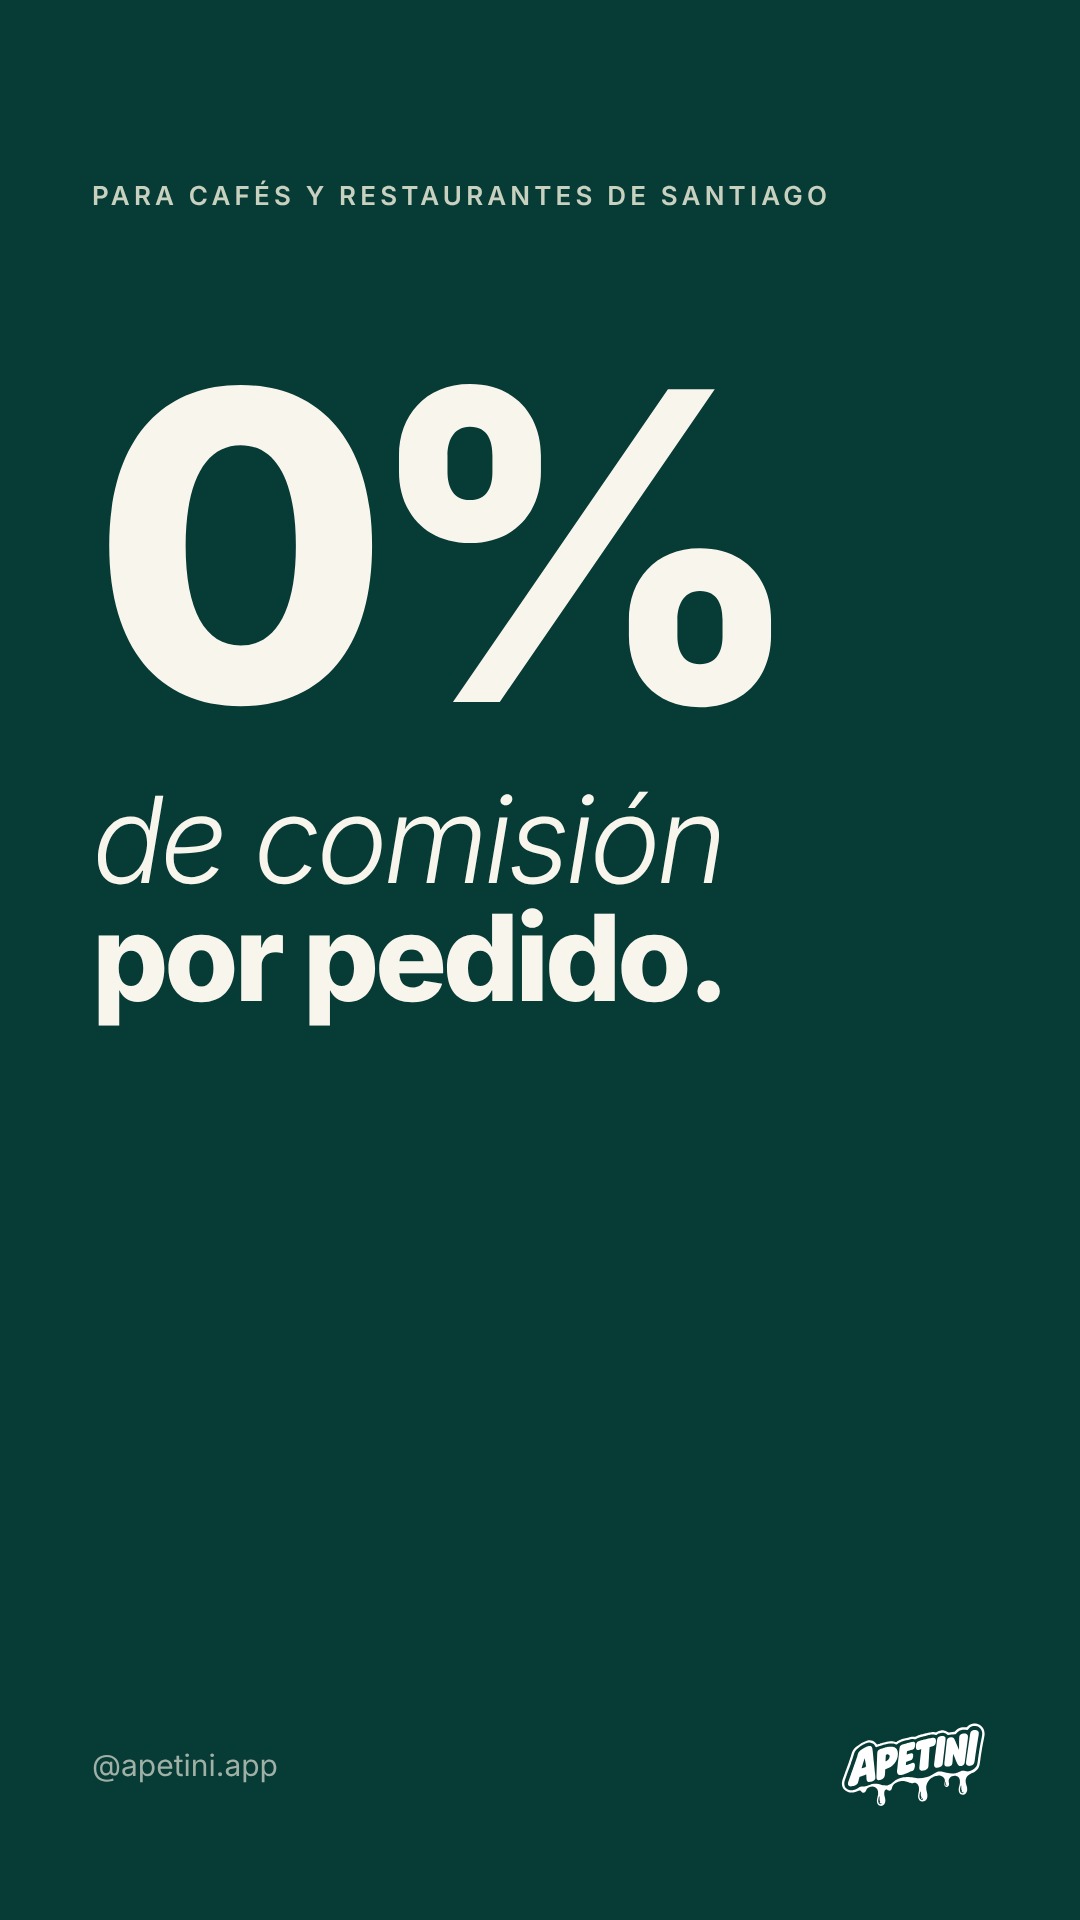 PARA CAFÉS Y RESTAURANTES DE SANTIAGO
0%
de comisión
por pedido.
@apetini.app
APETINI